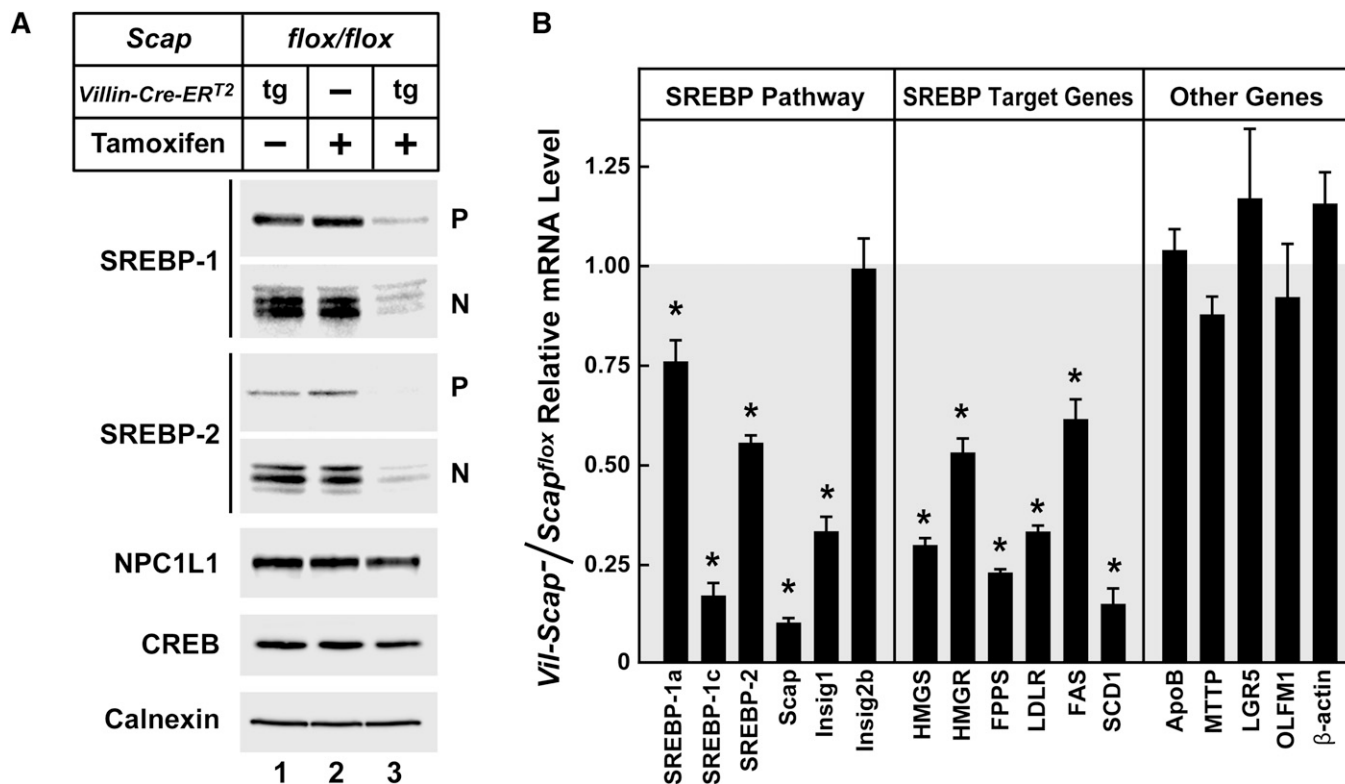 A
Scap flox/flox
Villin-Cre-ERT2 tg – tg
Tamoxifen – + +
SREBP-1
P
N
SREBP-2
P
N
NPC1L1
CREB
Calnexin
1 2 3
B
Vil-Scap⁻/Scapflox Relative mRNA Level
SREBP Pathway SREBP Target Genes Other Genes
1.25
1.00
0.75
0.50
0.25
0
* * * * *
* * * * * *
SREBP-1a
SREBP-1c
SREBP-2
Scap
Insig1
Insig2b
HMGS
HMGR
FPPS
LDLR
FAS
SCD1
ApoB
MTTP
LGR5
OLFM1
β-actin